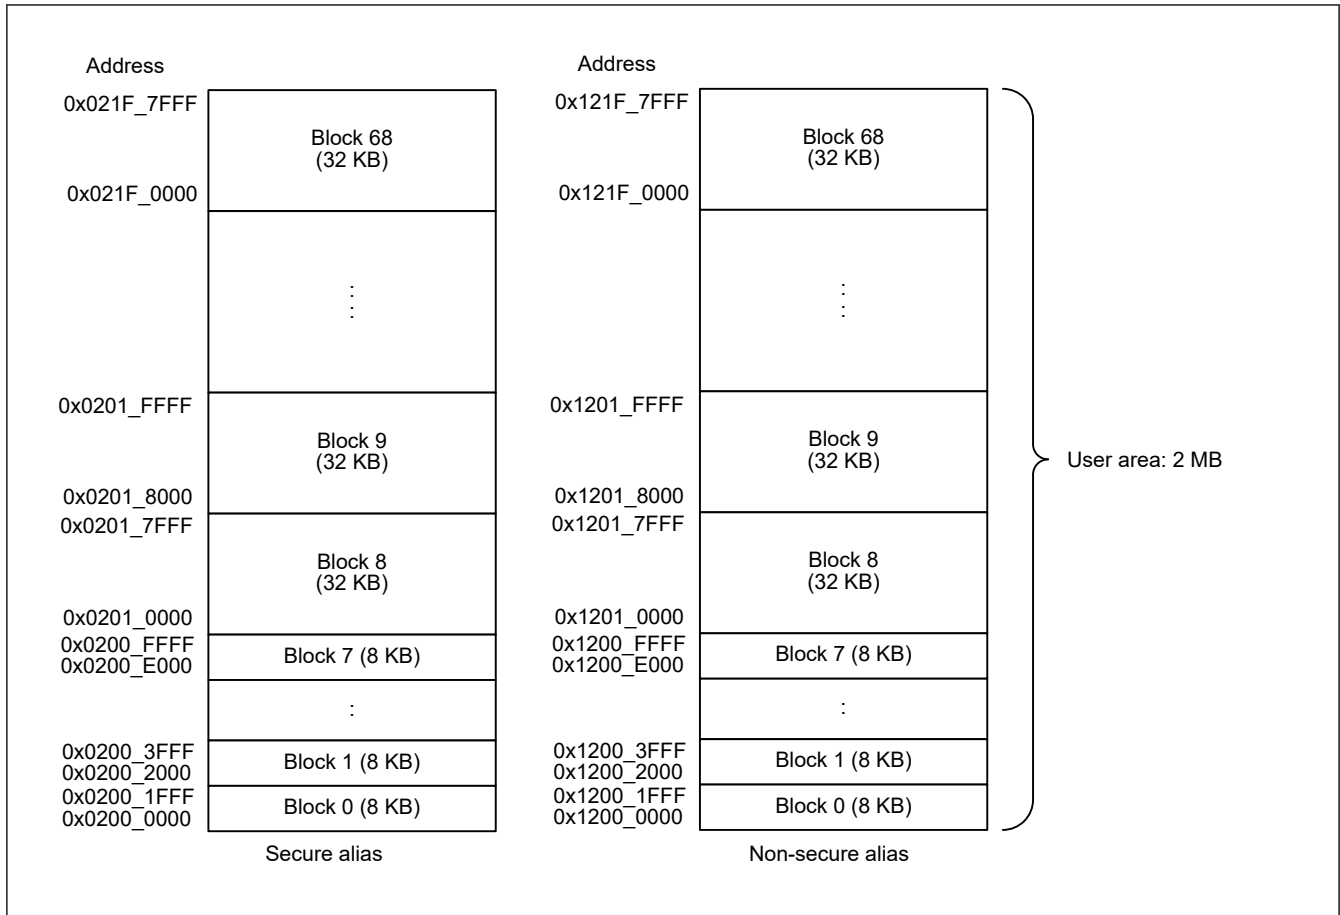 Address
0x021F_7FFF
Block 68
(32 KB)
0x021F_0000
:
:
0x0201_FFFF
Block 9
(32 KB)
0x0201_8000
0x0201_7FFF
Block 8
(32 KB)
0x0201_0000
0x0200_FFFF
0x0200_E000
Block 7 (8 KB)
:
0x0200_3FFF
0x0200_2000
Block 1 (8 KB)
0x0200_1FFF
0x0200_0000
Block 0 (8 KB)
Secure alias
Address
0x121F_7FFF
Block 68
(32 KB)
0x121F_0000
:
:
0x1201_FFFF
Block 9
(32 KB)
0x1201_8000
0x1201_7FFF
Block 8
(32 KB)
0x1201_0000
0x1200_FFFF
0x1200_E000
Block 7 (8 KB)
:
0x1200_3FFF
0x1200_2000
Block 1 (8 KB)
0x1200_1FFF
0x1200_0000
Block 0 (8 KB)
Non-secure alias
User area: 2 MB